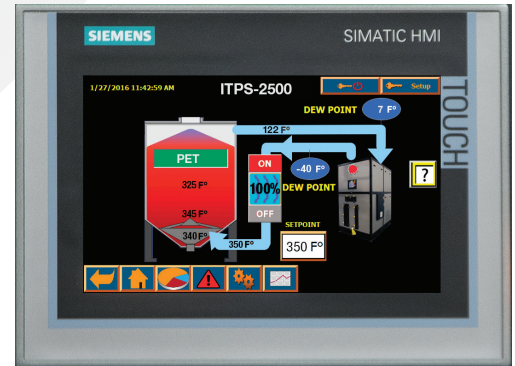 SIEMENS
SIMATIC HMI
TOUCH
1/27/2016 11:42:59 AM
ITPS-2500
Setup
DEW POINT 7 F°
122 F°
PET
ON
-40 F°
325 F°
100%
DEW POINT
?
345 F°
OFF
340 F°
SETPOINT
350 F°
350 F°